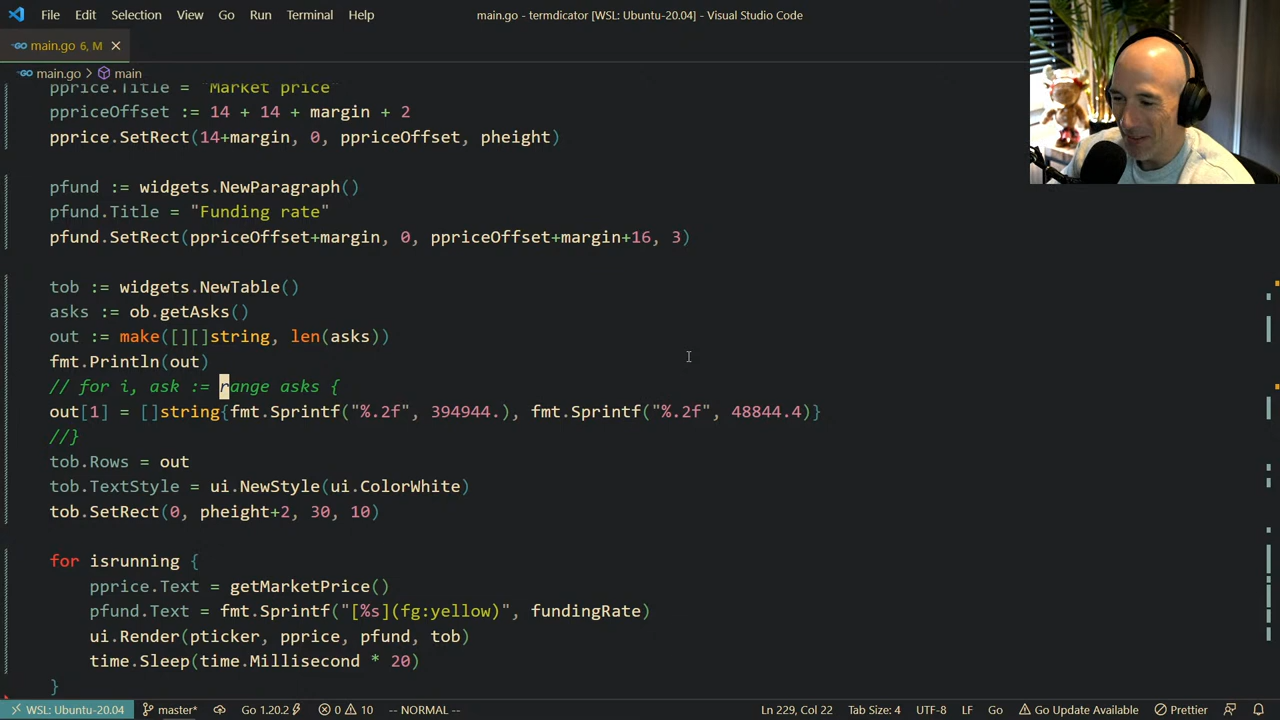 File Edit Selection View Go Run Terminal Help
main.go - termdicator [WSL: Ubuntu-20.04] - Visual Studio Code
main.go 6, M
main.go > main
pprice.Title = "Market price"
ppriceOffset := 14 + 14 + margin + 2
pprice.SetRect(14+margin, 0, ppriceOffset, pheight)
pfund := widgets.NewParagraph()
pfund.Title = "Funding rate"
pfund.SetRect(ppriceOffset+margin, 0, ppriceOffset+margin+16, 3)
tob := widgets.NewTable()
asks := ob.getAsks()
out := make([][]string, len(asks))
fmt.Println(out)
// for i, ask := range asks {
out[1] = []string{fmt.Sprintf("%.2f", 394944.), fmt.Sprintf("%.2f", 48844.4)}
//}
tob.Rows = out
tob.TextStyle = ui.NewStyle(ui.ColorWhite)
tob.SetRect(0, pheight+2, 30, 10)
for isrunning {
pprice.Text = getMarketPrice()
pfund.Text = fmt.Sprintf("[%s](fg:yellow)", fundingRate)
ui.Render(pticker, pprice, pfund, tob)
time.Sleep(time.Millisecond * 20)
}
WSL: Ubuntu-20.04 master* Go 1.20.2 0 10 -- NORMAL -- Ln 229, Col 22 Tab Size: 4 UTF-8 LF Go Go Update Available Prettier